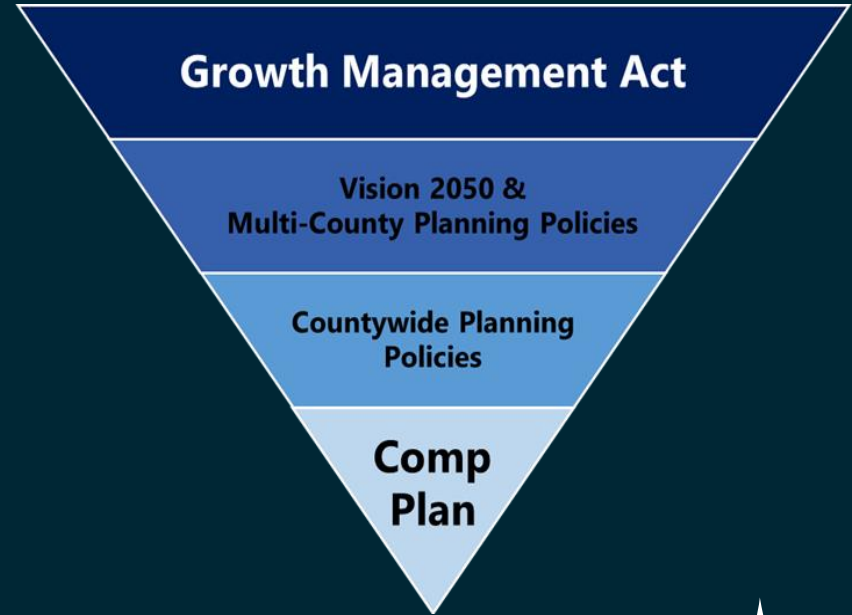 Growth Management Act
Vision 2050 &
Multi-County Planning Policies
Countywide Planning
Policies
Comp
Plan